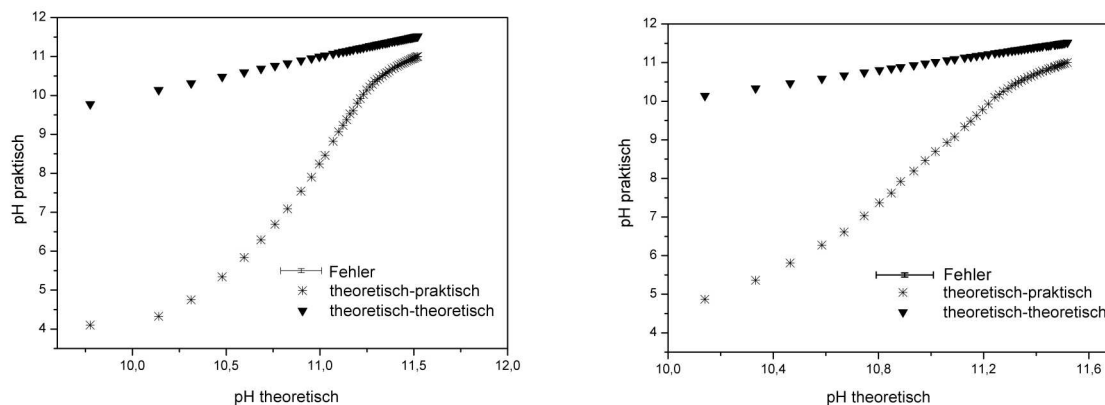 12
11
10
9
8
7
6
5
4
pH praktisch
Fehler
theoretisch-praktisch
theoretisch-theoretisch
10,0
10,5
11,0
11,5
12,0
pH theoretisch
12
11
10
9
8
7
6
5
4
pH praktisch
Fehler
theoretisch-praktisch
theoretisch-theoretisch
10,0
10,4
10,8
11,2
11,6
pH theoretisch